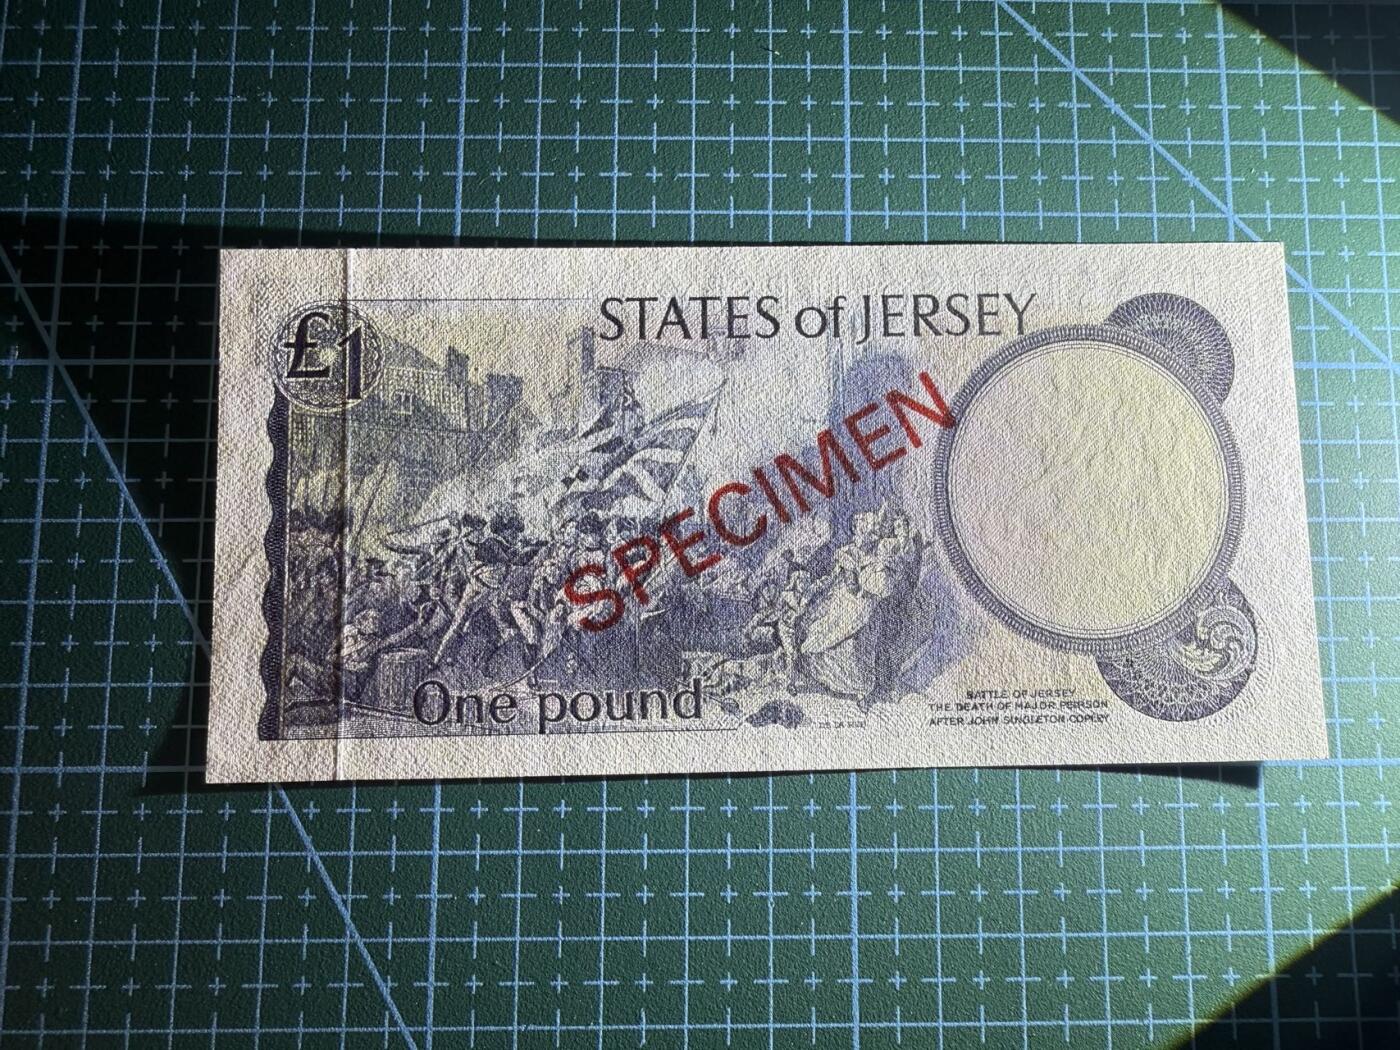 STATES of JERSEY
£1
SPECIMEN
One pound
BATTLE OF JERSEY
THE DEATH OF MAJOR PEIRSON
AFTER JOHN SINGLETON COPLEY